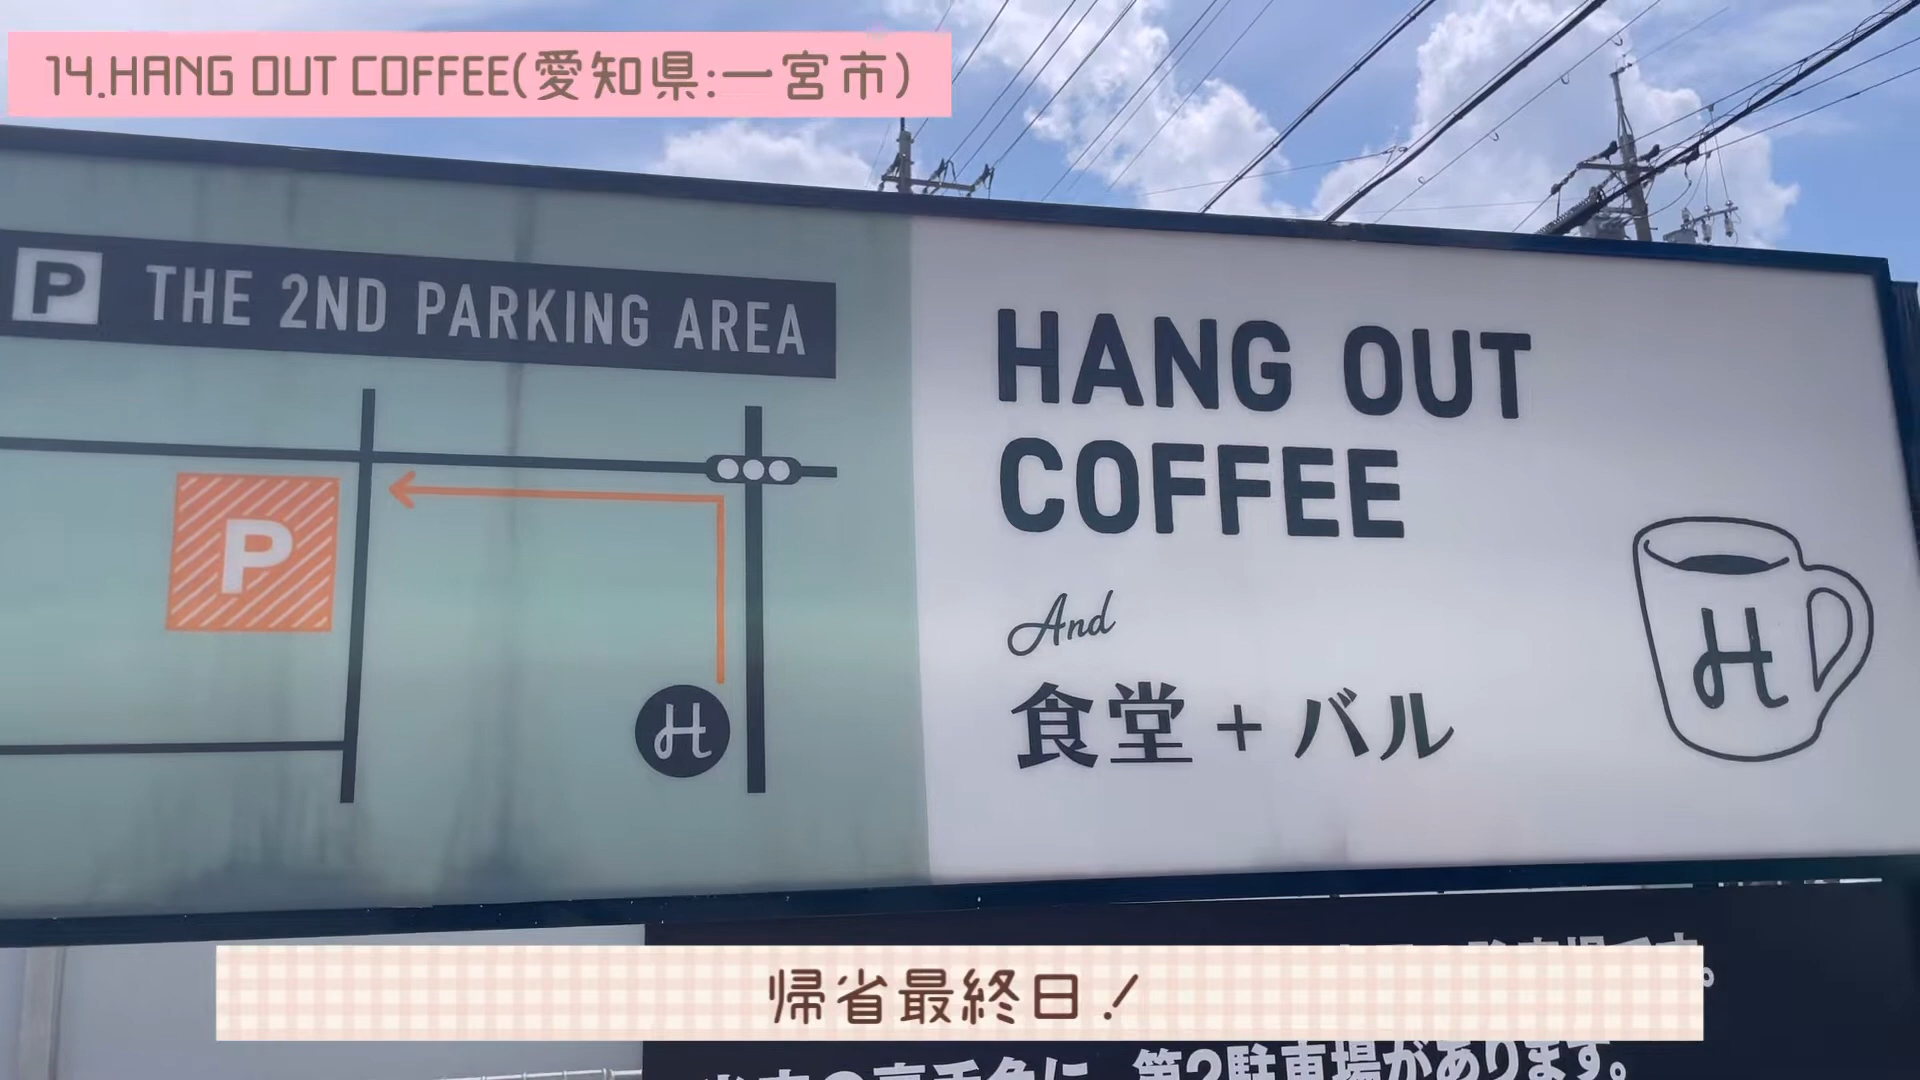 14.HANG OUT COFFEE(愛知県:一宮市)
P THE 2ND PARKING AREA
P
H
HANG OUT
COFFEE
And
食堂+バル
H
帰省最終日!
第2駐車場があります。